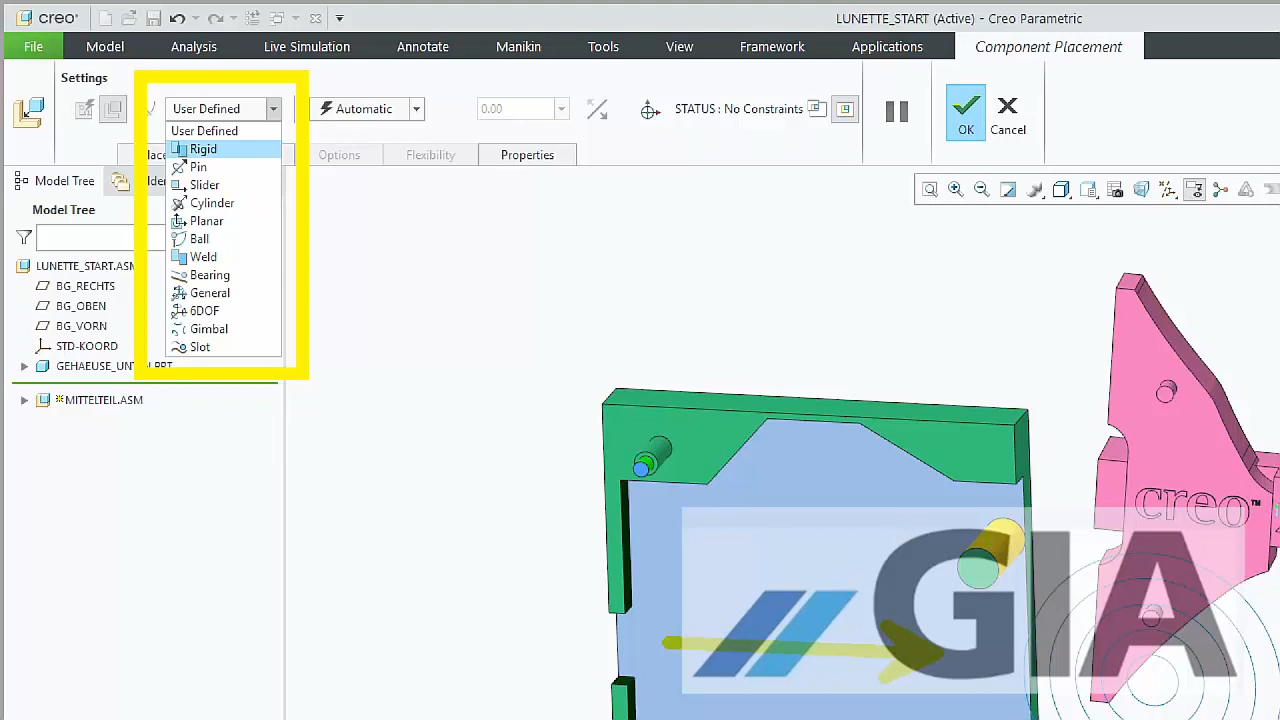 creo
LUNETTE_START (Active) - Creo Parametric
File Model Analysis Live Simulation Annotate Manikin Tools View Framework Applications Component Placement
Settings
User Defined Automatic 0.00 STATUS : No Constraints OK Cancel
User Defined
Rigid
Pin
Slider
Cylinder
Planar
Ball
Weld
Bearing
General
6DOF
Gimbal
Slot
Options Flexibility Properties
Model Tree
Model Tree
LUNETTE_START.ASM
BG_RECHTS
BG_OBEN
BG_VORN
STD-KOORD
MITTELTEIL.ASM
creo™
GIA